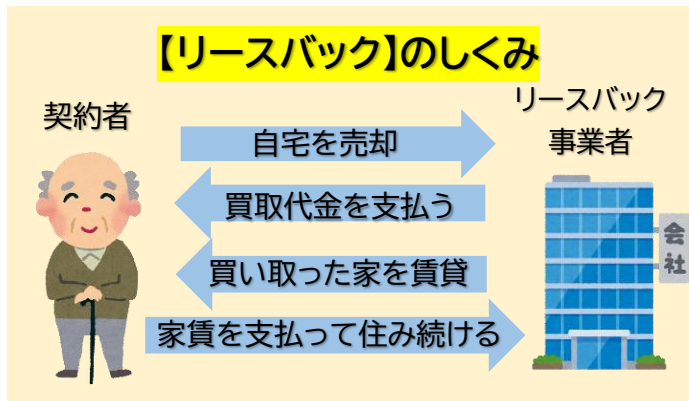 【リースバック】のしくみ
契約者
リースバック
事業者
自宅を売却
買取代金を支払う
買い取った家を賃貸
家賃を支払って住み続ける
会
社